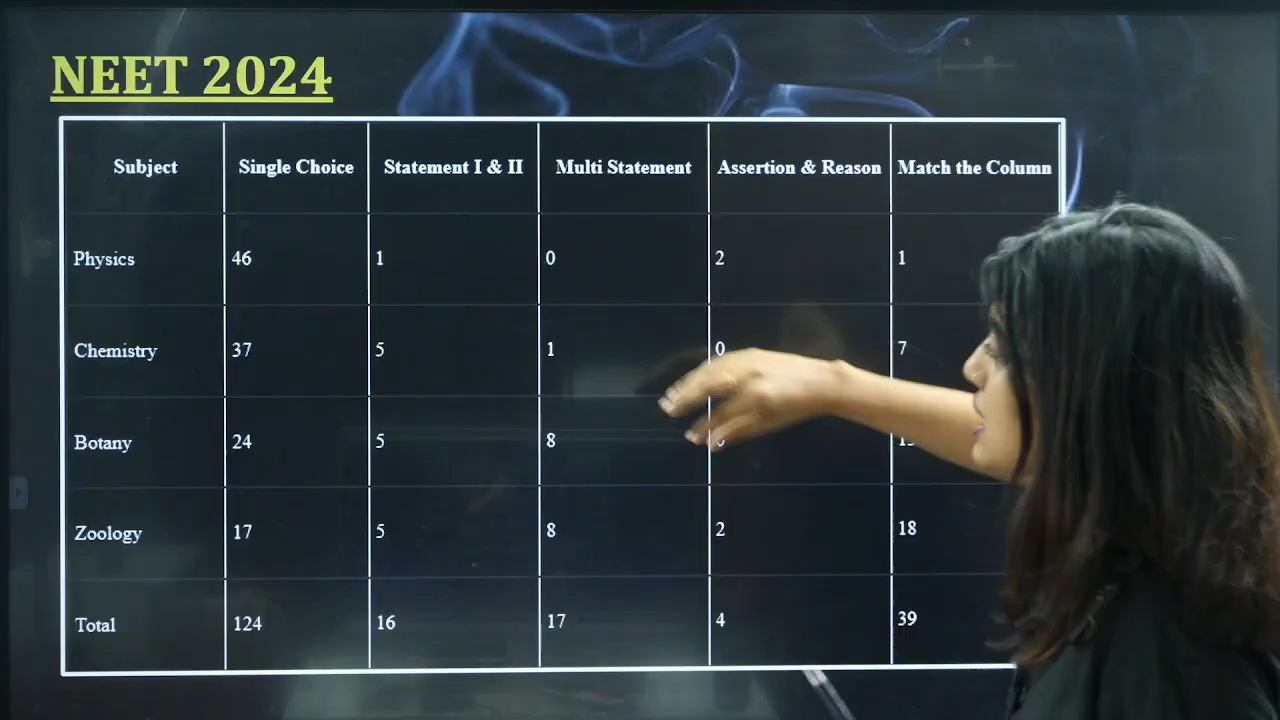 NEET 2024
Subject Single Choice Statement I & II Multi Statement Assertion & Reason Match the Column
Physics 46 1 0 2 1
Chemistry 37 5 1 0 7
Botany 24 5 8
Zoology 17 5 8 2 18
Total 124 16 17 4 39